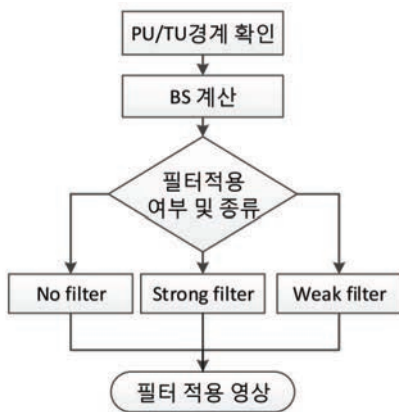 PU/TU경계 확인
BS 계산
필터적용
여부 및 종류
No filter
Strong filter
Weak filter
필터 적용 영상